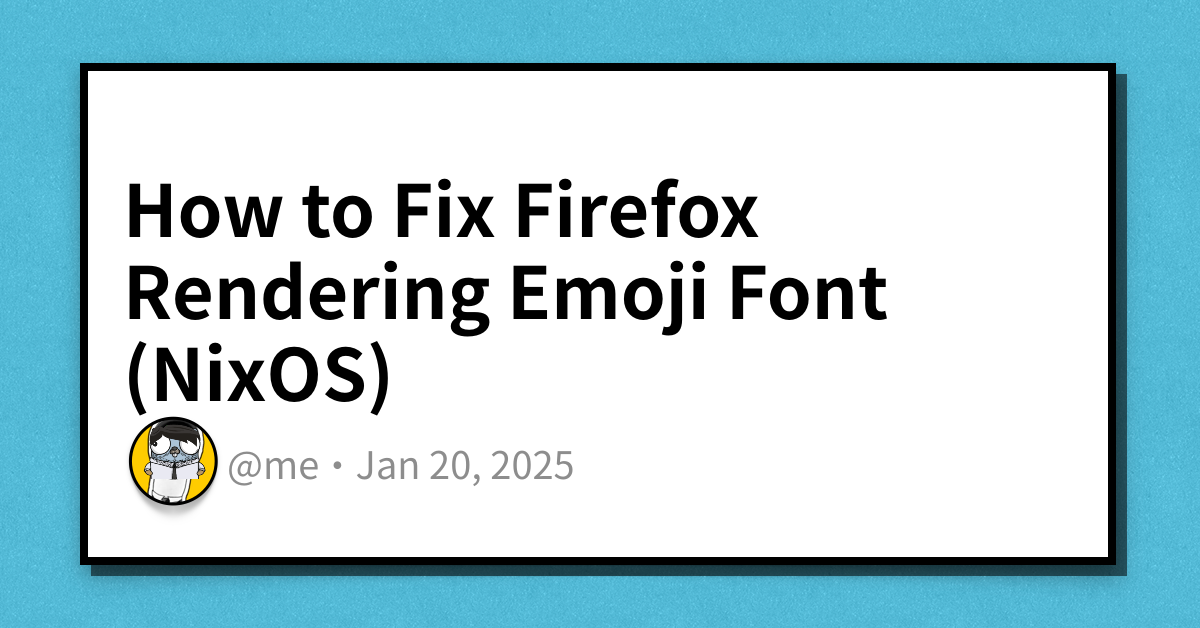 How to Fix Firefox
Rendering Emoji Font
(NixOS)
@me • Jan 20, 2025